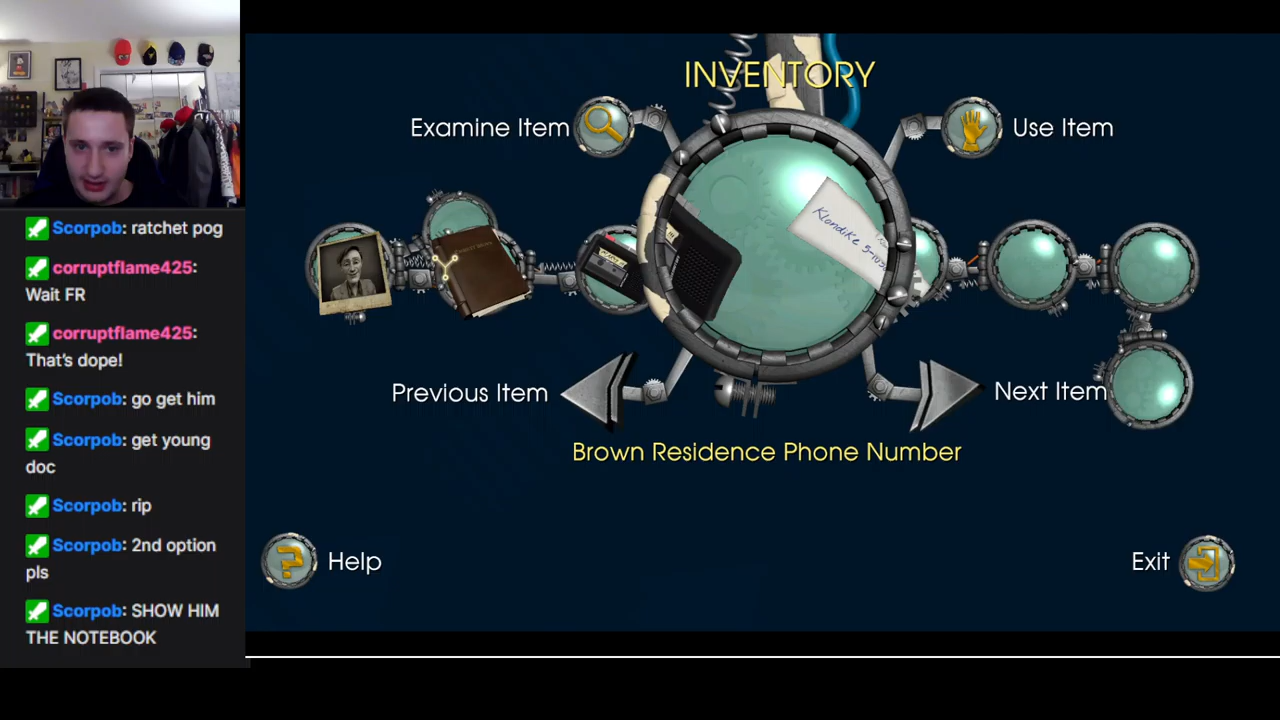 Scorpob: ratchet pog
corruptflame425:
Wait FR
corruptflame425:
That's dope!
Scorpob: go get him
Scorpob: get young
doc
Scorpob: rip
Scorpob: 2nd option
pls
Scorpob: SHOW HIM
THE NOTEBOOK
INVENTORY
Examine Item
Use Item
Klondike
Previous Item
Next Item
Brown Residence Phone Number
Help
Exit